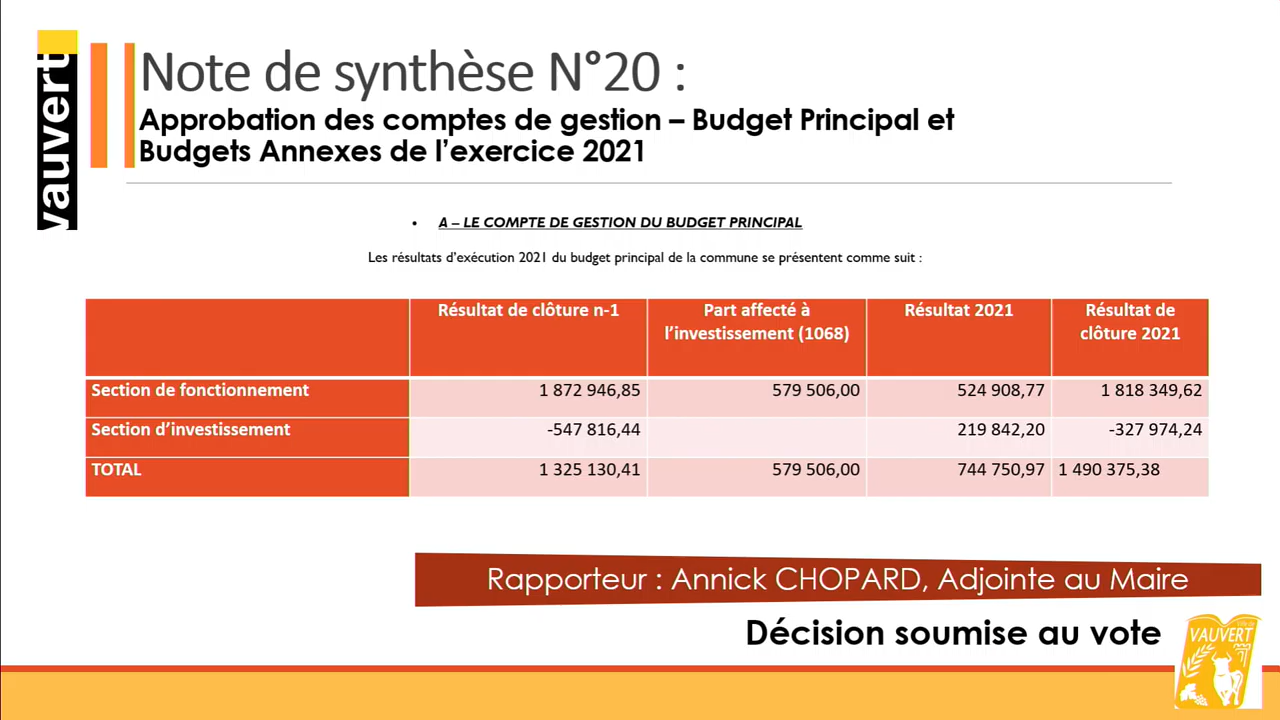 vauvert
Note de synthèse N°20 :
Approbation des comptes de gestion – Budget Principal et
Budgets Annexes de l'exercice 2021
• A – LE COMPTE DE GESTION DU BUDGET PRINCIPAL
Les résultats d'exécution 2021 du budget principal de la commune se présentent comme suit :
Résultat de clôture n-1 Part affecté à l'investissement (1068) Résultat 2021 Résultat de clôture 2021
Section de fonctionnement 1 872 946,85 579 506,00 524 908,77 1 818 349,62
Section d'investissement -547 816,44 219 842,20 -327 974,24
TOTAL 1 325 130,41 579 506,00 744 750,97 1 490 375,38
Rapporteur : Annick CHOPARD, Adjointe au Maire
Décision soumise au vote
Ville de
VAUVERT